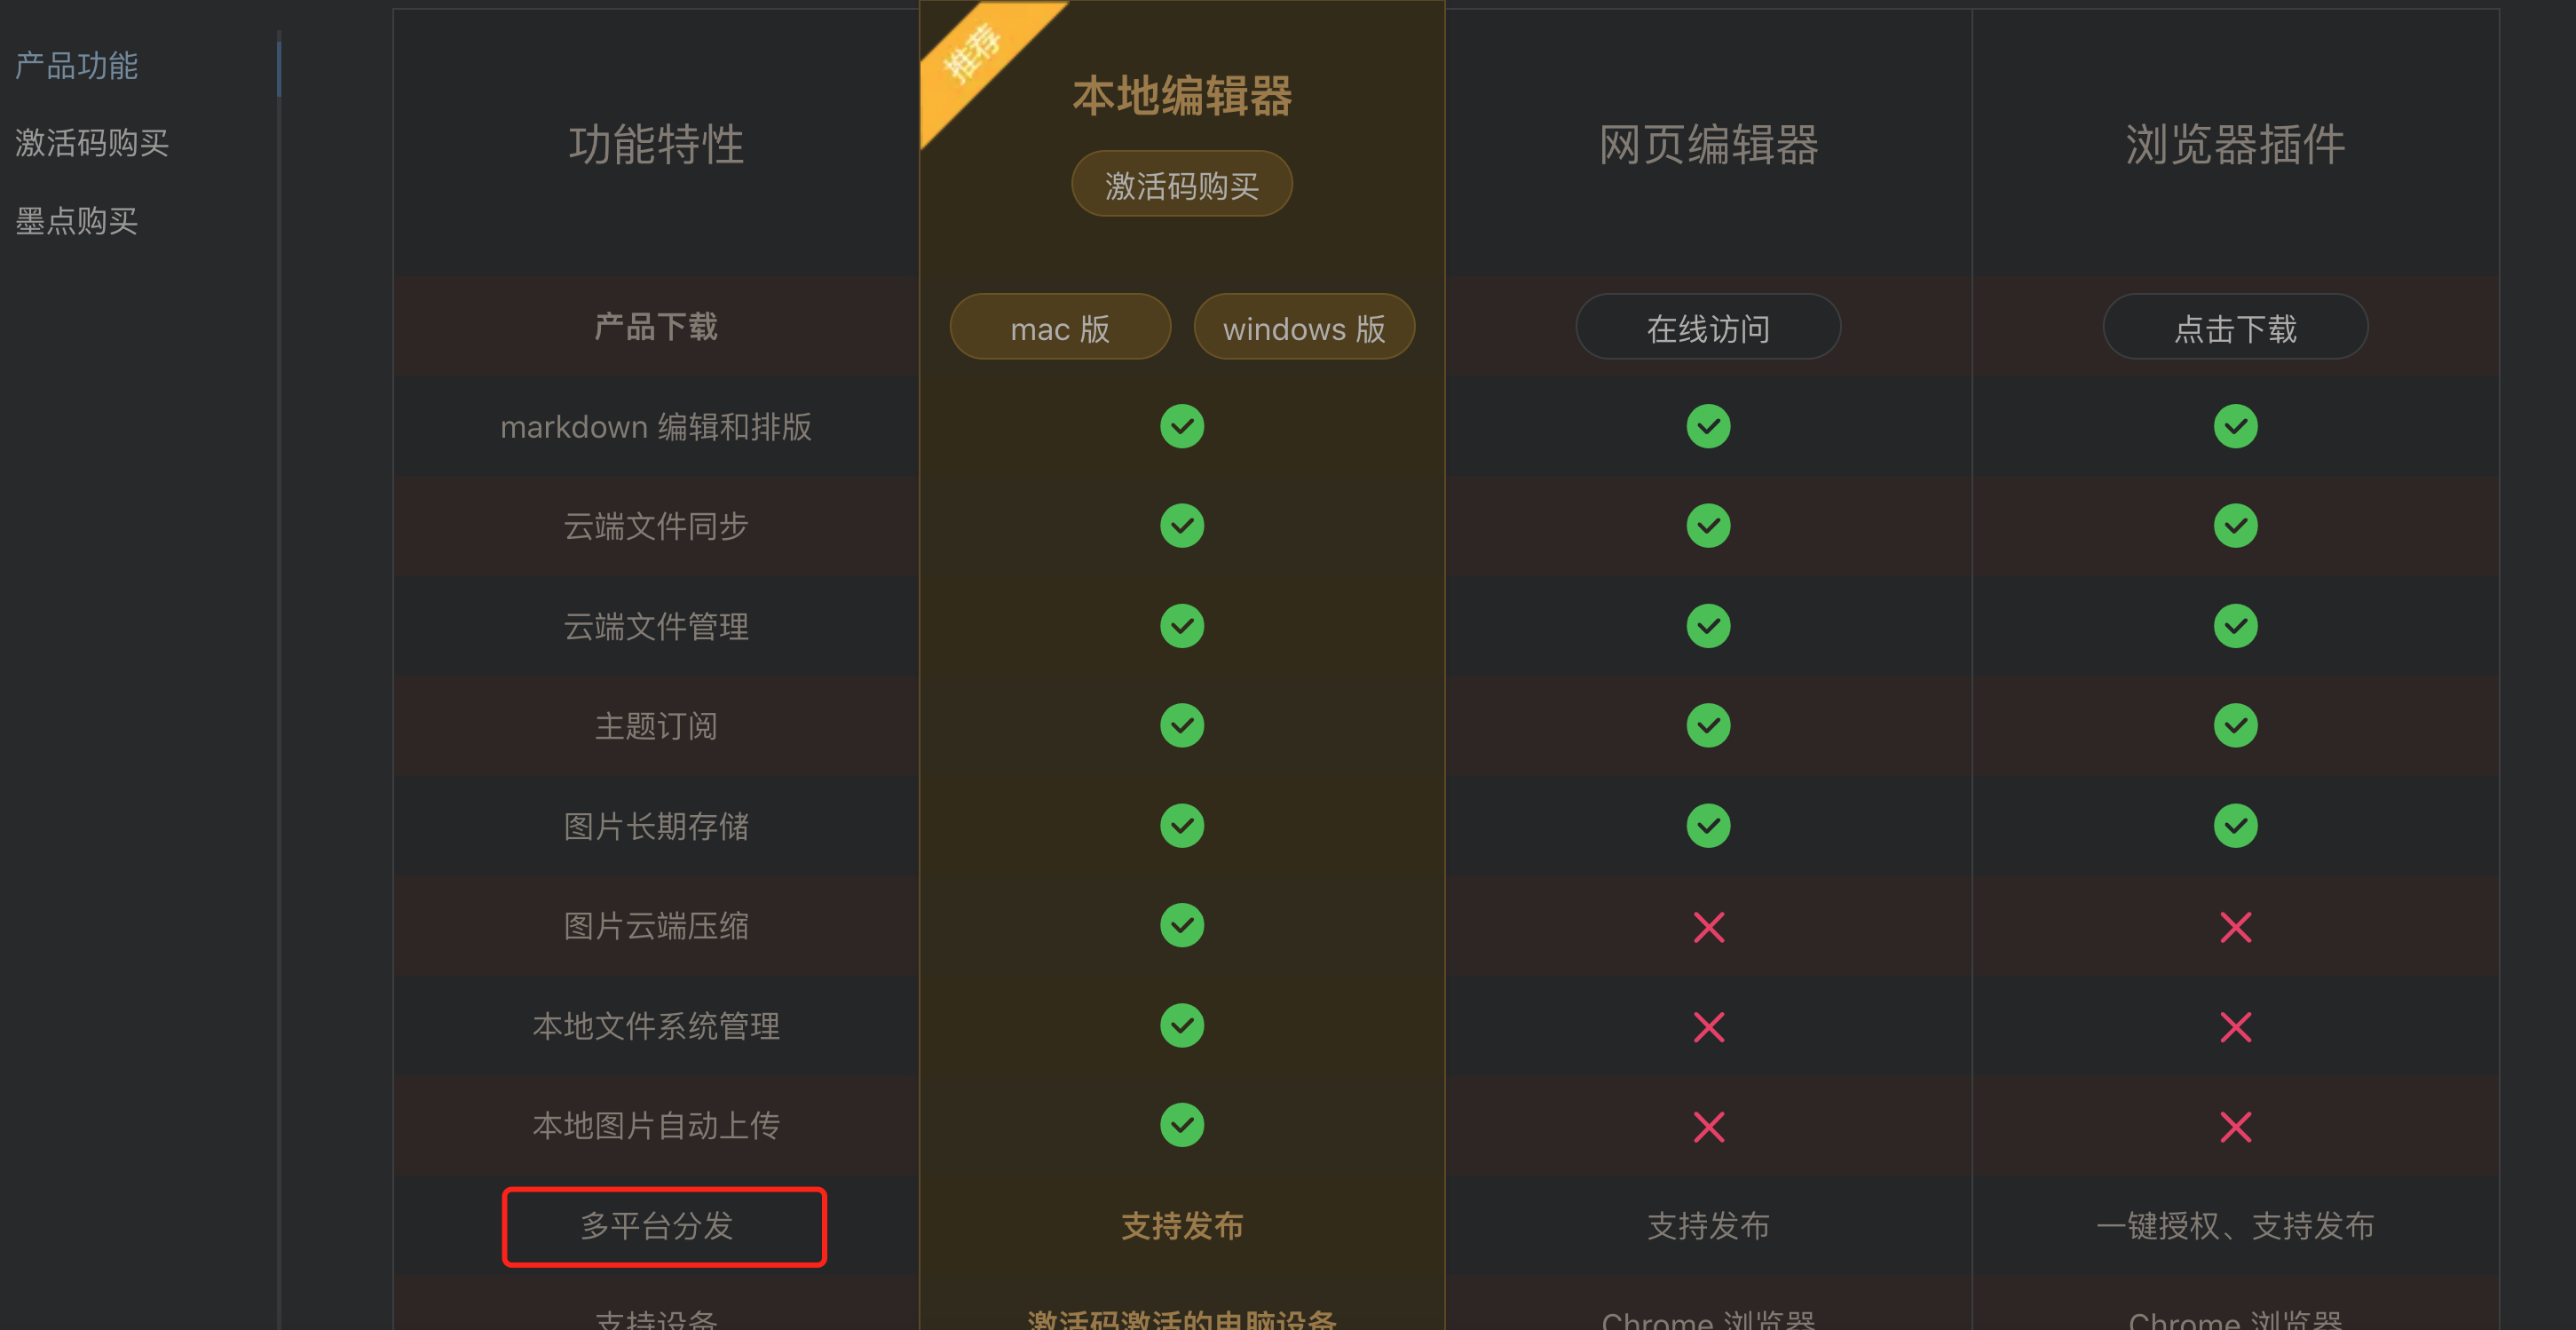 产品功能
激活码购买
墨点购买
推荐
功能特性
本地编辑器
激活码购买
网页编辑器
浏览器插件
产品下载
mac 版
windows 版
在线访问
点击下载
markdown 编辑和排版
云端文件同步
云端文件管理
主题订阅
图片长期存储
图片云端压缩
本地文件系统管理
本地图片自动上传
多平台分发
支持发布
支持发布
一键授权、支持发布
支持设备
激活码激活的电脑设备
Chrome 浏览器
Chrome 浏览器